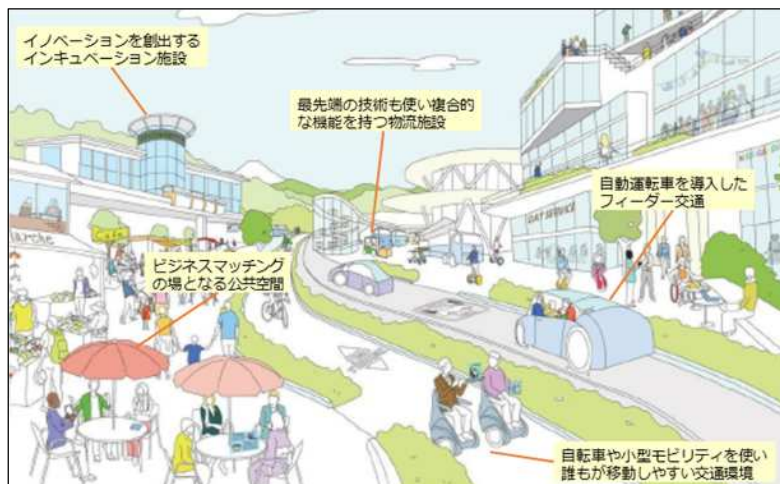 イノベーションを創出する
インキュベーション施設
最先端の技術も使い複合的
な機能を持つ物流施設
自動運転車を導入した
フィーダー交通
ビジネスマッチング
の場となる公共空間
自転車や小型モビリティを使い
誰もが移動しやすい交通環境
Cafe
arche
DAY SERVICE